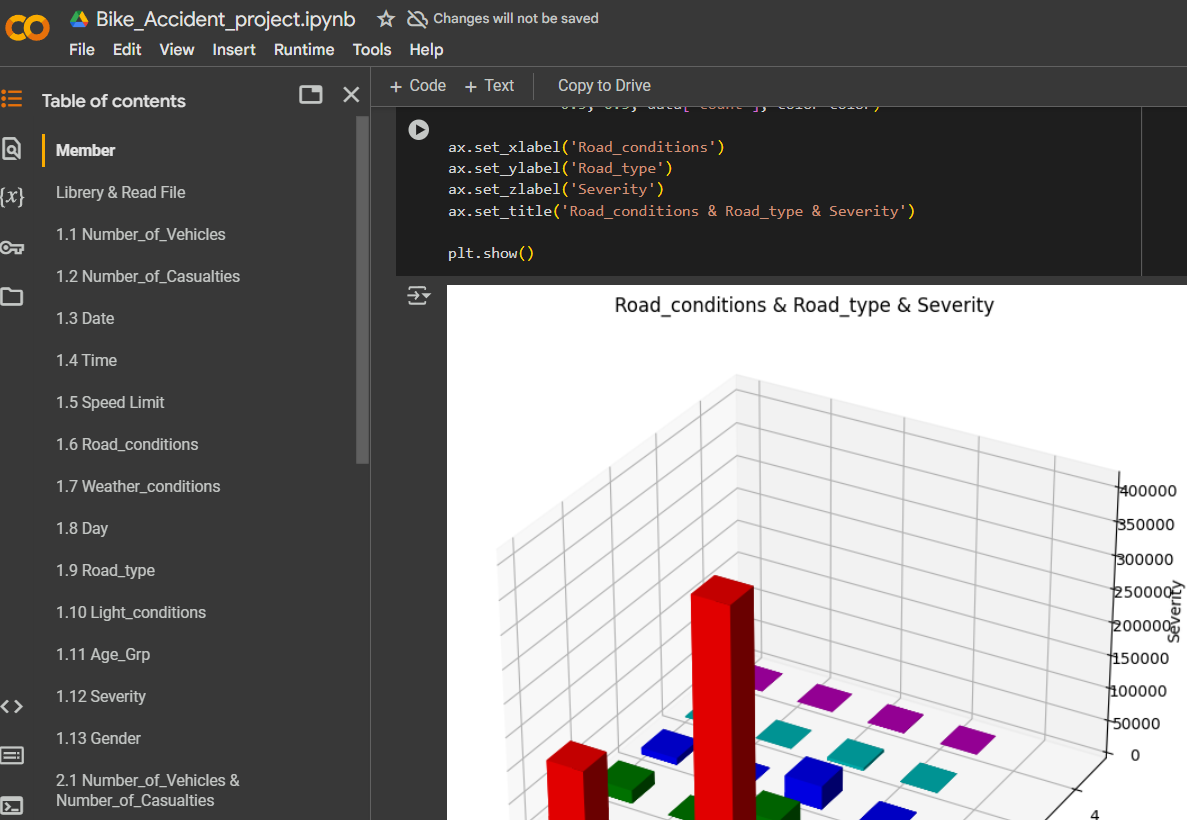 Bike_Accident_project.ipynb
Changes will not be saved
File Edit View Insert Runtime Tools Help
Table of contents
Member
Librery & Read File
1.1 Number_of_Vehicles
1.2 Number_of_Casualties
1.3 Date
1.4 Time
1.5 Speed Limit
1.6 Road_conditions
1.7 Weather_conditions
1.8 Day
1.9 Road_type
1.10 Light_conditions
1.11 Age_Grp
1.12 Severity
1.13 Gender
2.1 Number_of_Vehicles &
Number_of_Casualties
+ Code + Text Copy to Drive
ax.set_xlabel('Road_conditions')
ax.set_ylabel('Road_type')
ax.set_zlabel('Severity')
ax.set_title('Road_conditions & Road_type & Severity')
plt.show()
Road_conditions & Road_type & Severity
400000
350000
300000
250000
200000
150000
100000
50000
0
Severity
4